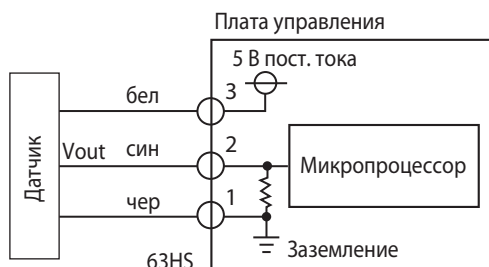 Плата управления
5 В пост. тока
бел
3
Датчик
Vout
син
2
Микропроцессор
чер
1
Заземление
63HS